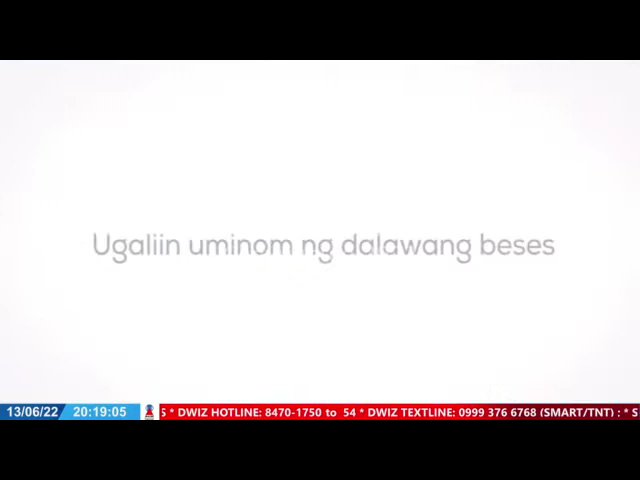 Ugaliin uminom ng dalawang beses
13/06/22 20:19:05 S * DWIZ HOTLINE: 8470-1750 to 54 * DWIZ TEXTLINE: 0999 376 6768 (SMART/TNT) ; * S